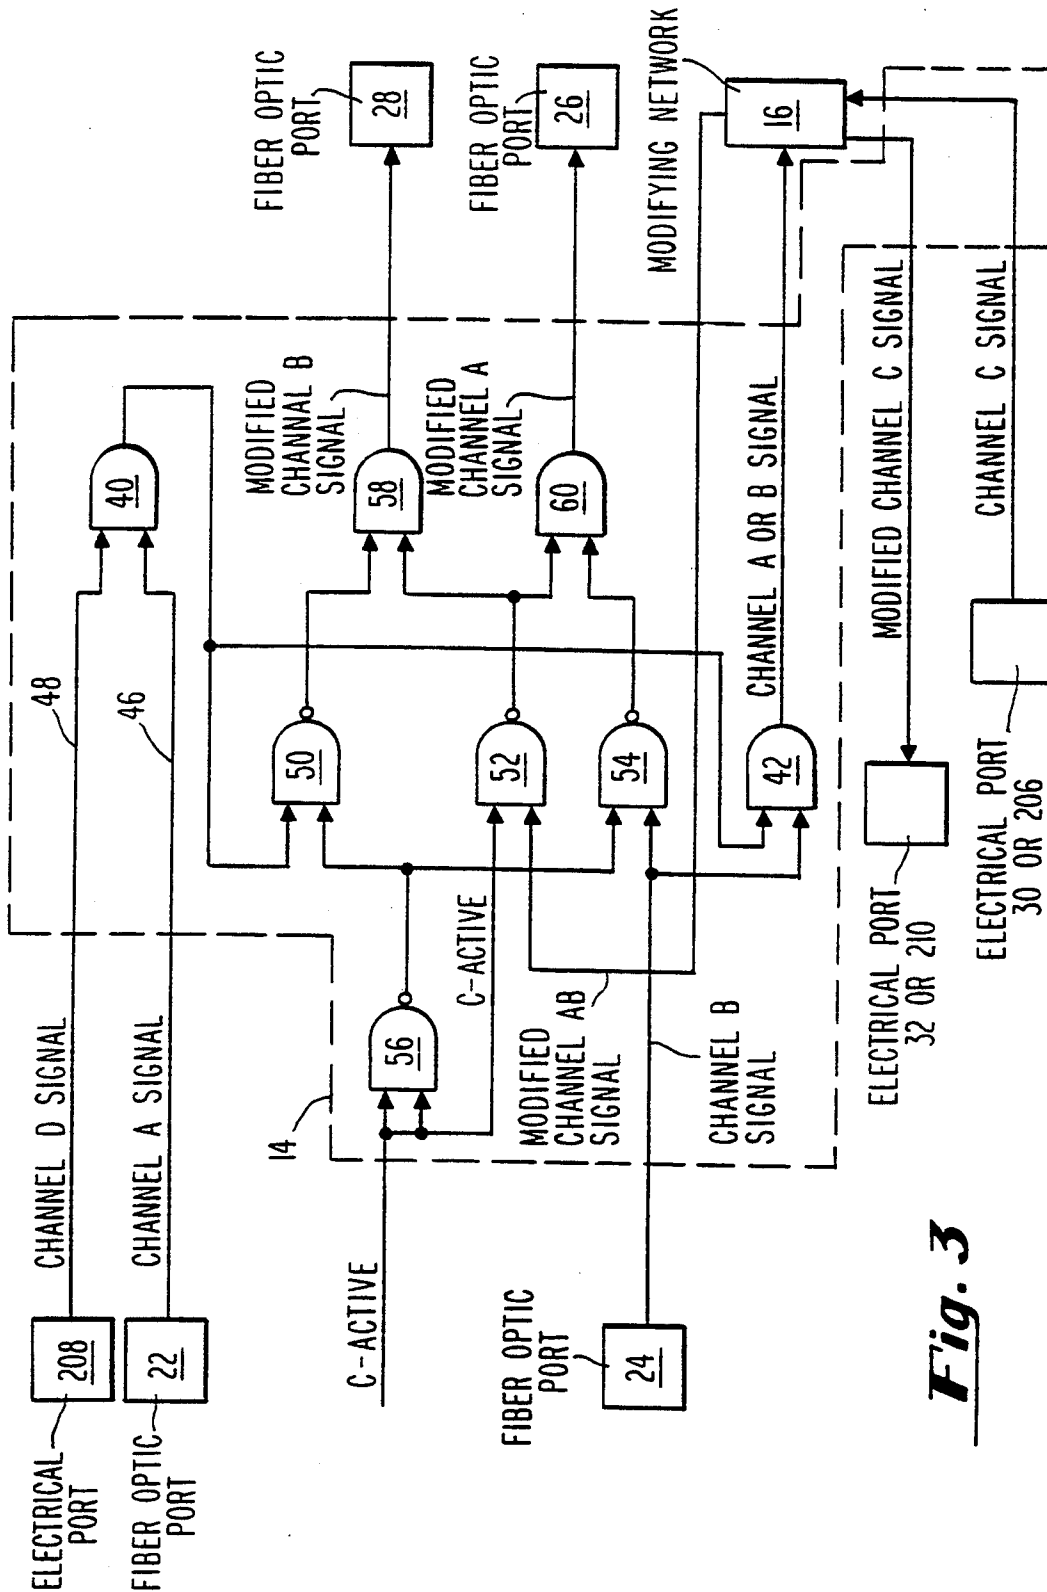 ELECTRICAL
PORT
208
CHANNEL D SIGNAL
48
FIBER OPTIC
PORT
22
CHANNEL A SIGNAL
46
40
14
C-ACTIVE
56
C-ACTIVE
50
52
54
42
58
60
MODIFIED
CHANNAL B
SIGNAL
MODIFIED
CHANNEL A
SIGNAL
FIBER OPTIC
PORT
28
FIBER OPTIC
PORT
26
MODIFYING NETWORK
16
FIBER OPTIC
PORT
24
MODIFIED
CHANNEL AB
SIGNAL
CHANNEL B
SIGNAL
CHANNEL A OR B SIGNAL
MODIFIED CHANNEL C SIGNAL
CHANNEL C SIGNAL
ELECTRICAL PORT
32 OR 210
ELECTRICAL PORT
30 OR 206
Fig. 3